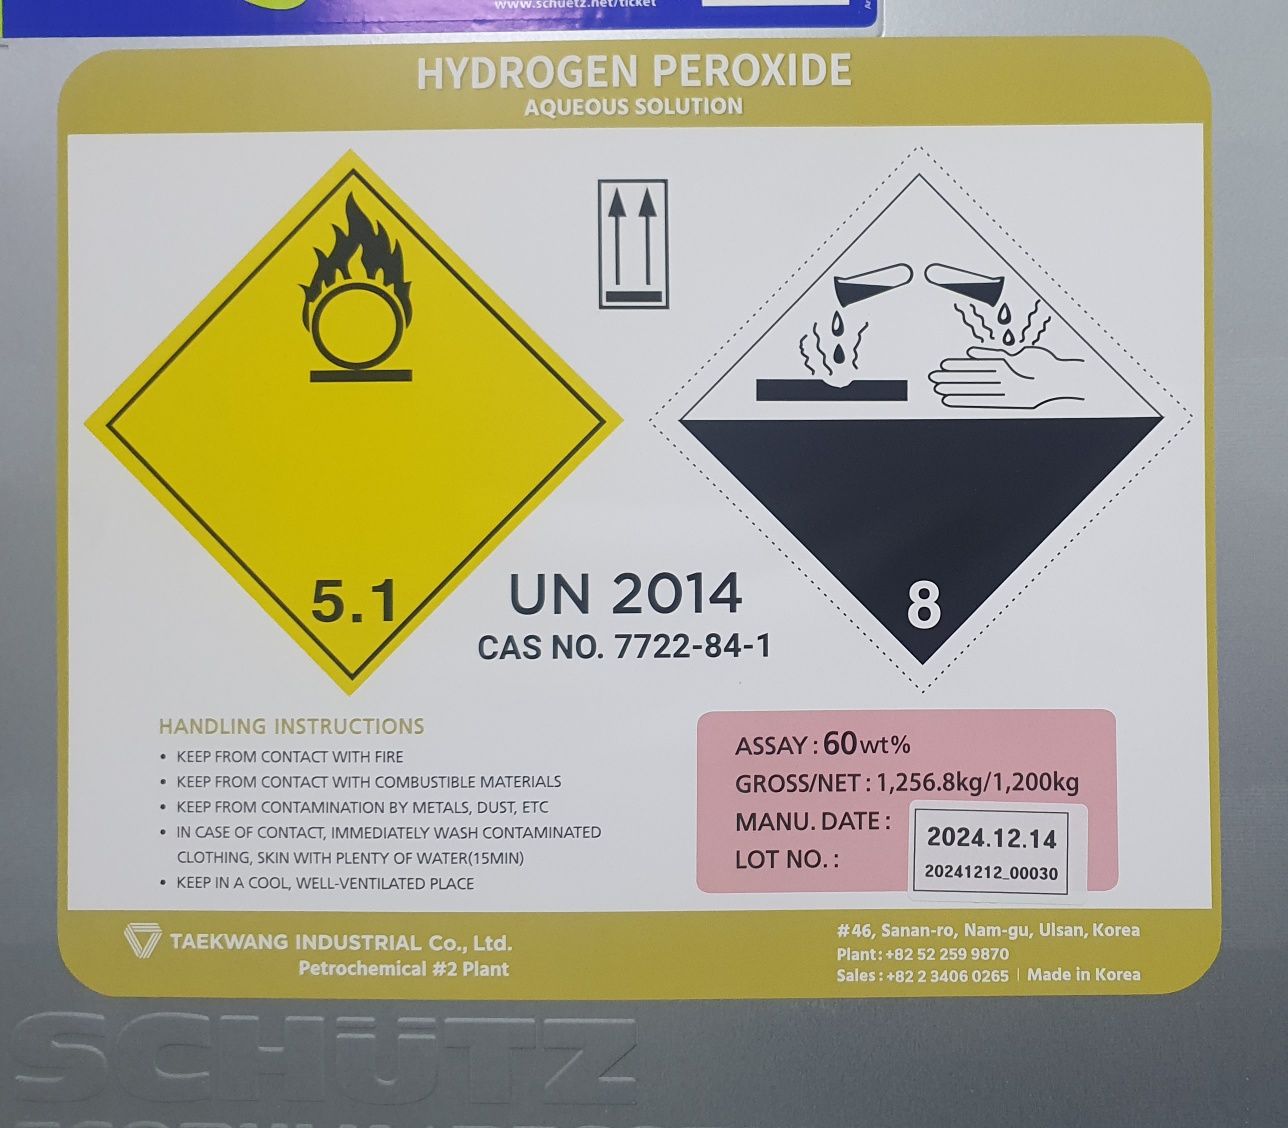 www.schuetz.net/ticket
HYDROGEN PEROXIDE
AQUEOUS SOLUTION
5.1
8
UN 2014
CAS NO. 7722-84-1
HANDLING INSTRUCTIONS
• KEEP FROM CONTACT WITH FIRE
• KEEP FROM CONTACT WITH COMBUSTIBLE MATERIALS
• KEEP FROM CONTAMINATION BY METALS, DUST, ETC
• IN CASE OF CONTACT, IMMEDIATELY WASH CONTAMINATED
CLOTHING, SKIN WITH PLENTY OF WATER(15MIN)
• KEEP IN A COOL, WELL-VENTILATED PLACE
ASSAY : 60wt%
GROSS/NET : 1,256.8kg/1,200kg
MANU. DATE : 2024.12.14
LOT NO. : 20241212_00030
TAEKWANG INDUSTRIAL Co., Ltd.
Petrochemical #2 Plant
#46, Sanan-ro, Nam-gu, Ulsan, Korea
Plant : +82 52 259 9870
Sales : +82 2 3406 0265 | Made in Korea
SCHÜTZ